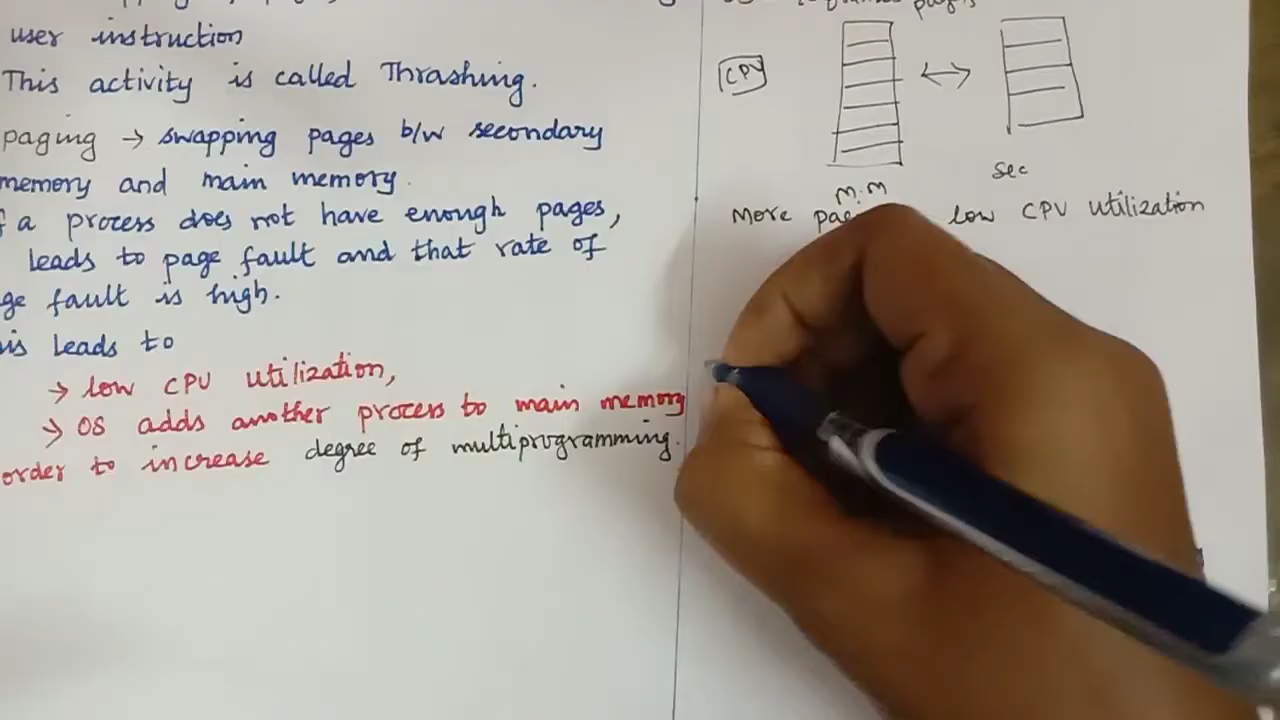 user instruction
This activity is called Thrashing.
paging → swapping pages b/w secondary
memory and main memory.
f a process does not have enough pages,
leads to page fault and that rate of
ge fault is high.
is leads to
→ low CPU utilization,
→ OS adds another process to main memory
order to increase degree of multiprogramming.
pages
CPU
↔
M.M
sec
More low CPU utilization